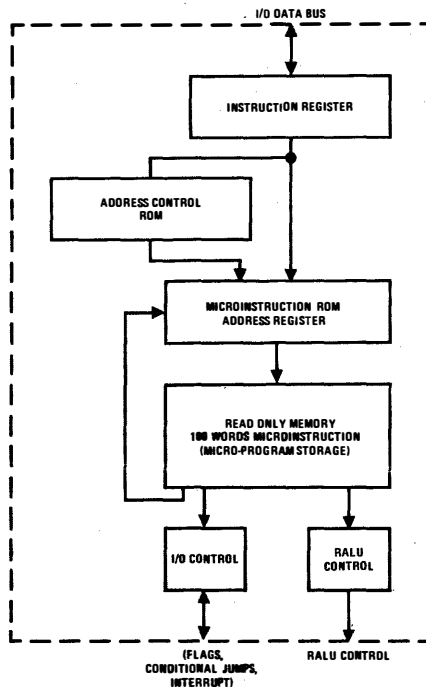 I/O DATA BUS
INSTRUCTION REGISTER
ADDRESS CONTROL
ROM
MICROINSTRUCTION ROM
ADDRESS REGISTER
READ ONLY MEMORY
100 WORDS MICROINSTRUCTION
(MICRO-PROGRAM STORAGE)
I/O CONTROL
RALU
CONTROL
(FLAGS,
CONDITIONAL JUMPS,
INTERRUPT)
RALU CONTROL